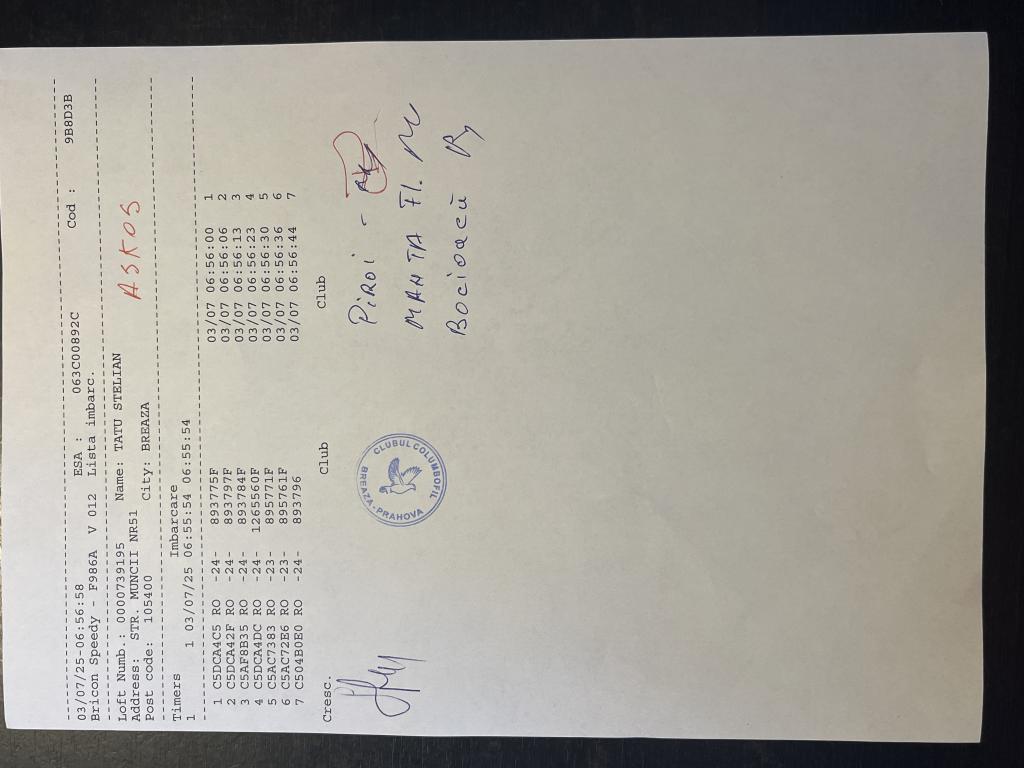 03/07/25-06:56:58 ESA : 063C00892C Cod : 9B8D3B
Bricon Speedy - F986A V 012 Lista imbarc.
Loft Numb.: 0000739195 Name: TATU STELIAN
Address: STR. MUNCII NR51 ASKOS
Post code: 105400 City: BREAZA
Timers Imbarcare
1 1 03/07/25 06:55:54 06:55:54
1 C5DCA4C5 RO -24- 893775F 03/07 06:56:00 1
2 C5DCA42F RO -24- 893797F 03/07 06:56:06 2
3 C5AF8B35 RO -24- 893784F 03/07 06:56:13 3
4 C5DCA4DC RO -24- 1265560F 03/07 06:56:23 4
5 C5AC7383 RO -23- 895771F 03/07 06:56:30 5
6 C5AC72E6 RO -23- 895761F 03/07 06:56:36 6
7 C504B0E0 RO -24- 893796 03/07 06:56:44 7
Cresc. Club Club
CLUBUL COLUMBOFIL
BREAZA-PRAHOVA
PiROi -
MANTA Fl.
BOCiOACĂ